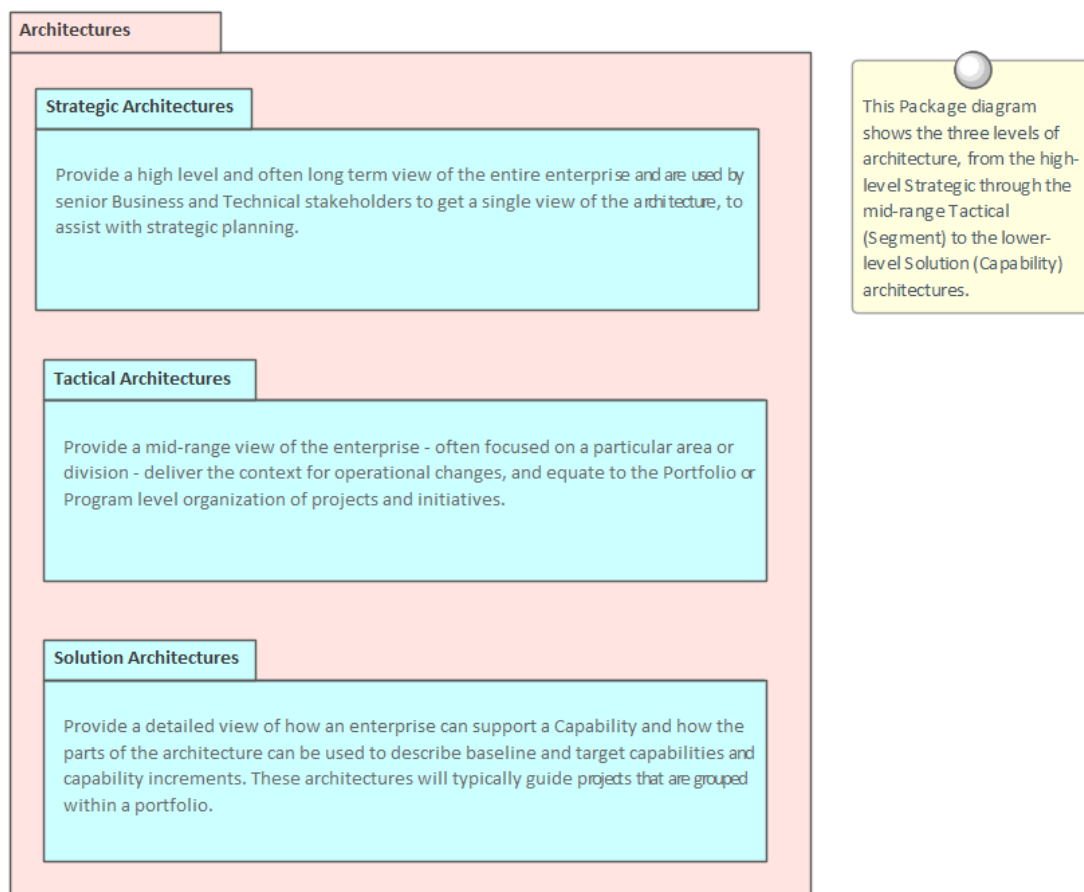 Architectures
Strategic Architectures
Provide a high level and often long term view of the entire enterprise and are used by
senior Business and Technical stakeholders to get a single view of the architecture, to
assist with strategic planning.
Tactical Architectures
Provide a mid-range view of the enterprise - often focused on a particular area or
division - deliver the context for operational changes, and equate to the Portfolio or
Program level organization of projects and initiatives.
Solution Architectures
Provide a detailed view of how an enterprise can support a Capability and how the
parts of the architecture can be used to describe baseline and target capabilities and
capability increments. These architectures will typically guide projects that are grouped
within a portfolio.
This Package diagram
shows the three levels of
architecture, from the high-
level Strategic through the
mid-range Tactical
(Segment) to the lower-
level Solution (Capability)
architectures.